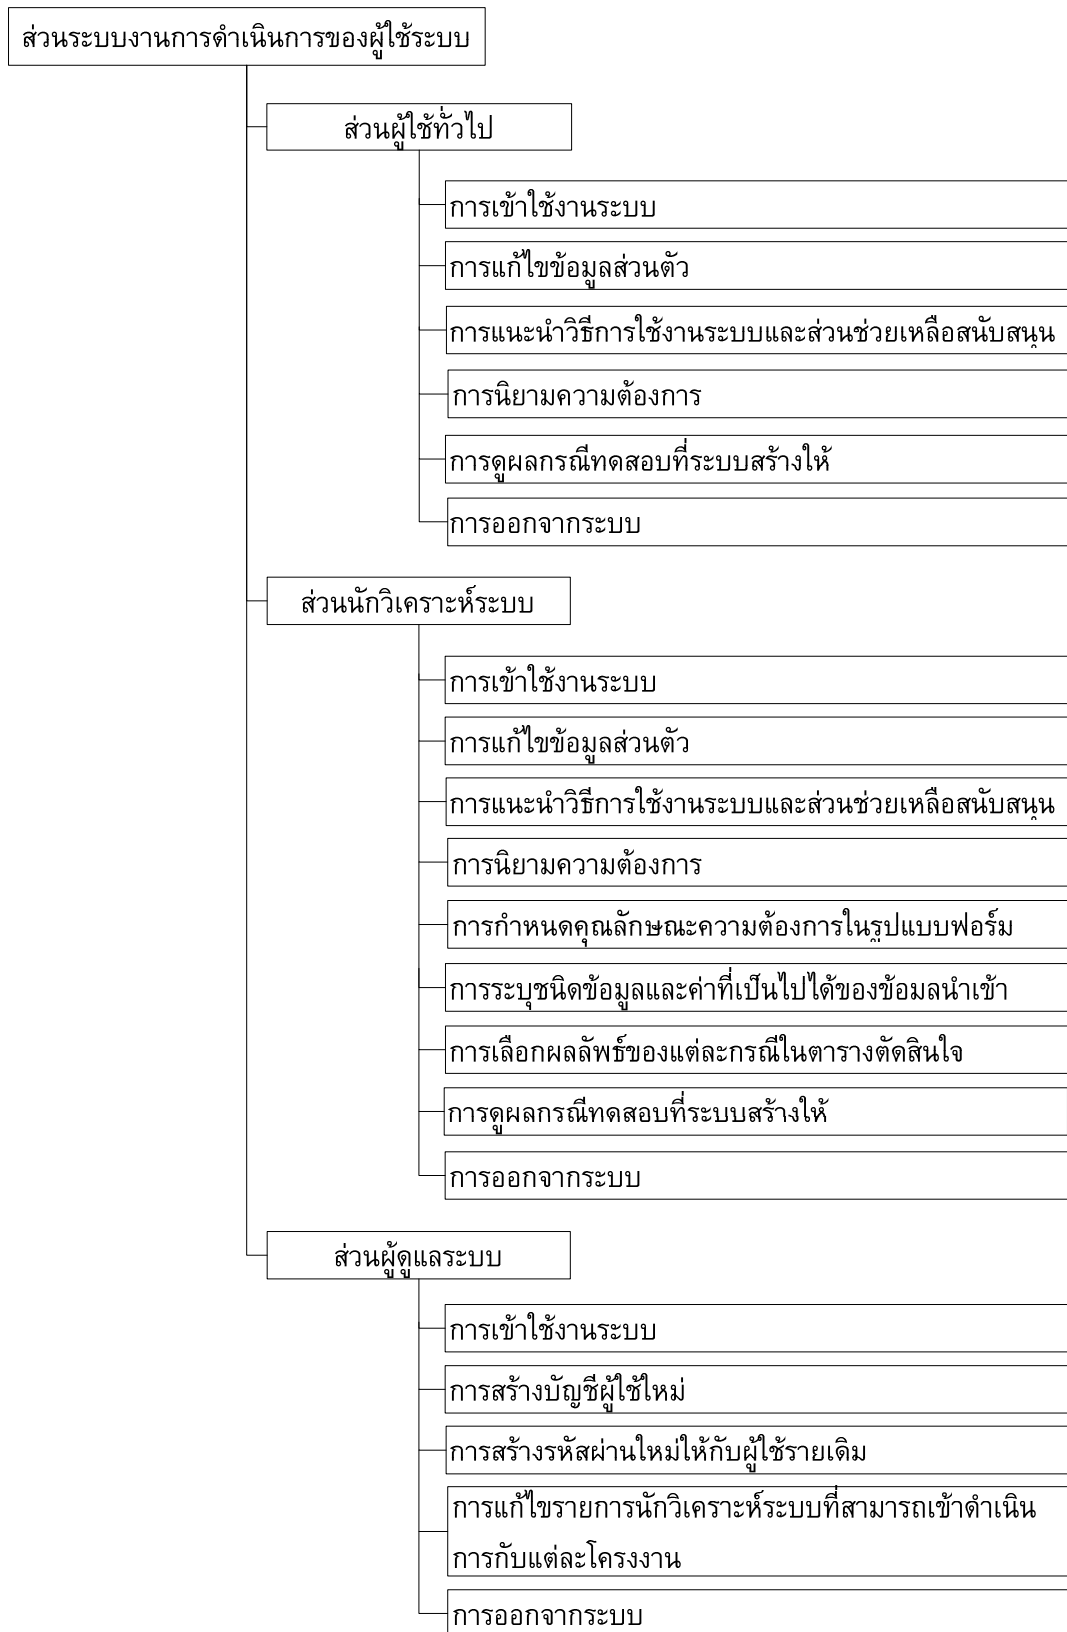 ส่วนระบบงานการดำเนินการของผู้ใช้ระบบ
ส่วนผู้ใช้ทั่วไป
การเข้าใช้งานระบบ
การแก้ไขข้อมูลส่วนตัว
การแนะนำวิธีการใช้งานระบบและส่วนช่วยเหลือสนับสนุน
การนิยามความต้องการ
การดูผลกรณีทดสอบที่ระบบสร้างให้
การออกจากระบบ
ส่วนนักวิเคราะห์ระบบ
การเข้าใช้งานระบบ
การแก้ไขข้อมูลส่วนตัว
การแนะนำวิธีการใช้งานระบบและส่วนช่วยเหลือสนับสนุน
การนิยามความต้องการ
การกำหนดคุณลักษณะความต้องการในรูปแบบฟอร์ม
การระบุชนิดข้อมูลและค่าที่เป็นไปได้ของข้อมลนำเข้า
การเลือกผลลัพธ์ของแต่ละกรณีในตารางตัดสินใจ
การดูผลกรณีทดสอบที่ระบบสร้างให้
การออกจากระบบ
ส่วนผู้ดูแลระบบ
การเข้าใช้งานระบบ
การสร้างบัญชีผู้ใช้ใหม่
การสร้างรหัสผ่านใหม่ให้กับผู้ใช้รายเดิม
การแก้ไขรายการนักวิเคราะห์ระบบที่สามารถเข้าดำเนิน
การกับแต่ละโครงงาน
การออกจากระบบ